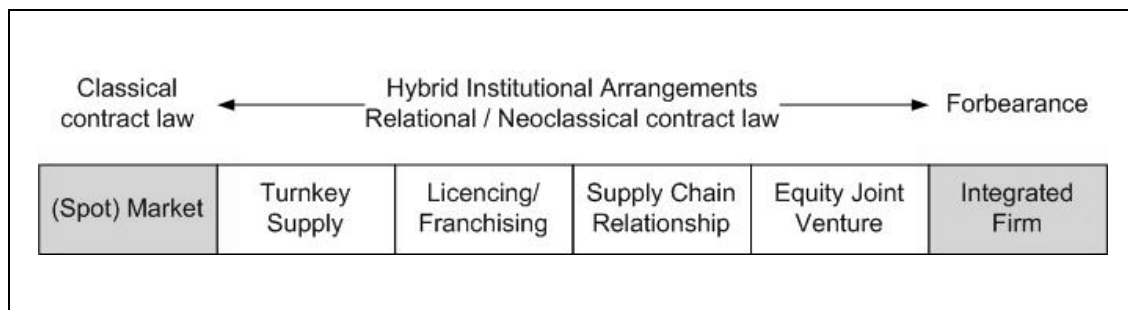 Classical
contract law
Hybrid Institutional Arrangements
Relational / Neoclassical contract law
Forbearance
(Spot) Market
Turnkey
Supply
Licencing/
Franchising
Supply Chain
Relationship
Equity Joint
Venture
Integrated
Firm